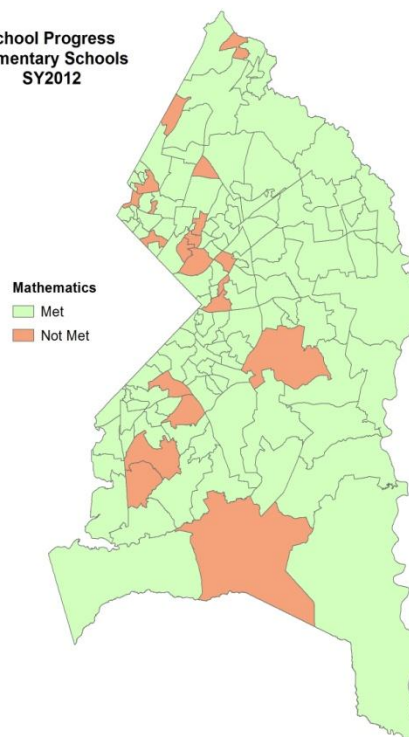 chool Progress
mentary Schools
SY2012
Mathematics
Met
Not Met